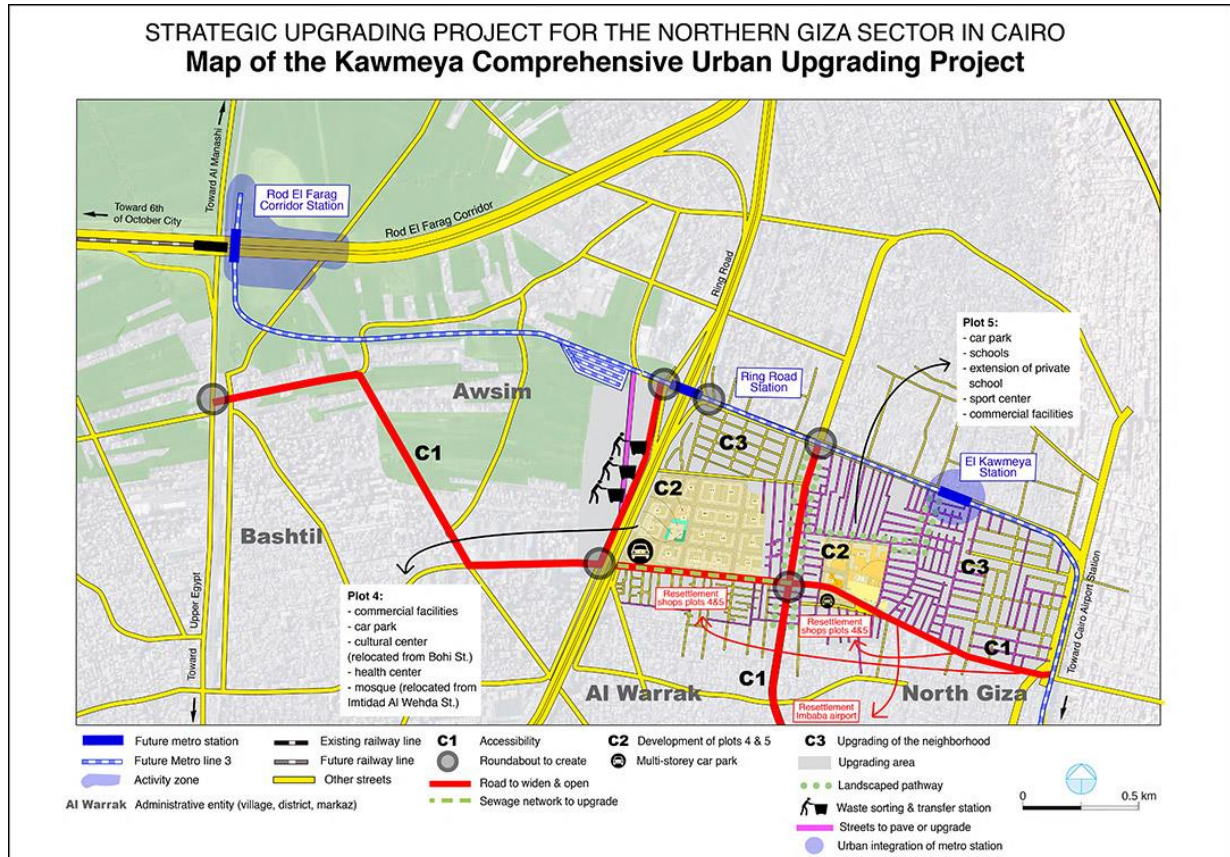 STRATEGIC UPGRADING PROJECT FOR THE NORTHERN GIZA SECTOR IN CAIRO
Map of the Kawmeya Comprehensive Urban Upgrading Project
Toward Al Manashi
Toward 6th
of October City
Rod El Farag
Corridor Station
Rod El Farag Corridor
Ring Road
Plot 5:
- car park
- schools
- extension of private
school
- sport center
- commercial facilities
Ring Road
Station
Awsim
C3
C1
El Kawmeya
Station
C2
C2
C3
Bashtil
Toward Upper Egypt
Plot 4:
- commercial facilities
- car park
- cultural center
(relocated from Bohi St.)
- health center
- mosque (relocated from
Imtidad Al Wehda St.)
Resettlement
shops plots 4&5
Resettlement
shops plots 4&5
C1
C1
Toward Cairo Airport Station
Al Warrak
North Giza
Resettlement
Imbaba airport
Future metro station
Existing railway line
C1 Accessibility
C2 Development of plots 4 & 5
C3 Upgrading of the neighborhood
Future Metro line 3
Future railway line
Roundabout to create
Multi-storey car park
Upgrading area
Activity zone
Other streets
Road to widen & open
Landscaped pathway
Al Warrak Administrative entity (village, district, markaz)
Sewage network to upgrade
Waste sorting & transfer station
Streets to pave or upgrade
Urban integration of metro station
0 0.5 km